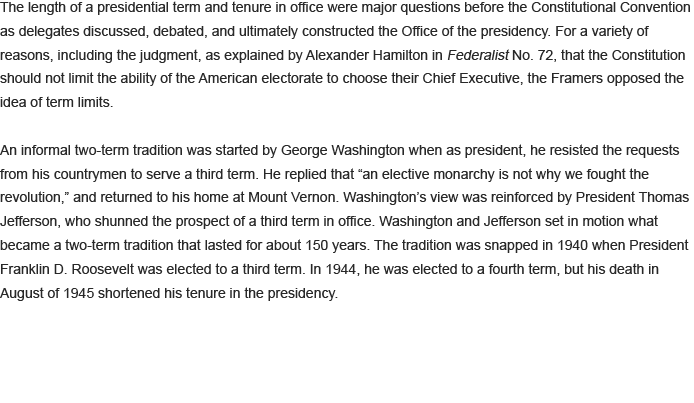 The length of a presidential term and tenure in office were major questions before the Constitutional Convention
as delegates discussed, debated, and ultimately constructed the Office of the presidency. For a variety of
reasons, including the judgment, as explained by Alexander Hamilton in Federalist No. 72, that the Constitution
should not limit the ability of the American electorate to choose their Chief Executive, the Framers opposed the
idea of term limits.
An informal two-term tradition was started by George Washington when as president, he resisted the requests
from his countrymen to serve a third term. He replied that “an elective monarchy is not why we fought the
revolution,” and returned to his home at Mount Vernon. Washington’s view was reinforced by President Thomas
Jefferson, who shunned the prospect of a third term in office. Washington and Jefferson set in motion what
became a two-term tradition that lasted for about 150 years. The tradition was snapped in 1940 when President
Franklin D. Roosevelt was elected to a third term. In 1944, he was elected to a fourth term, but his death in
August of 1945 shortened his tenure in the presidency.